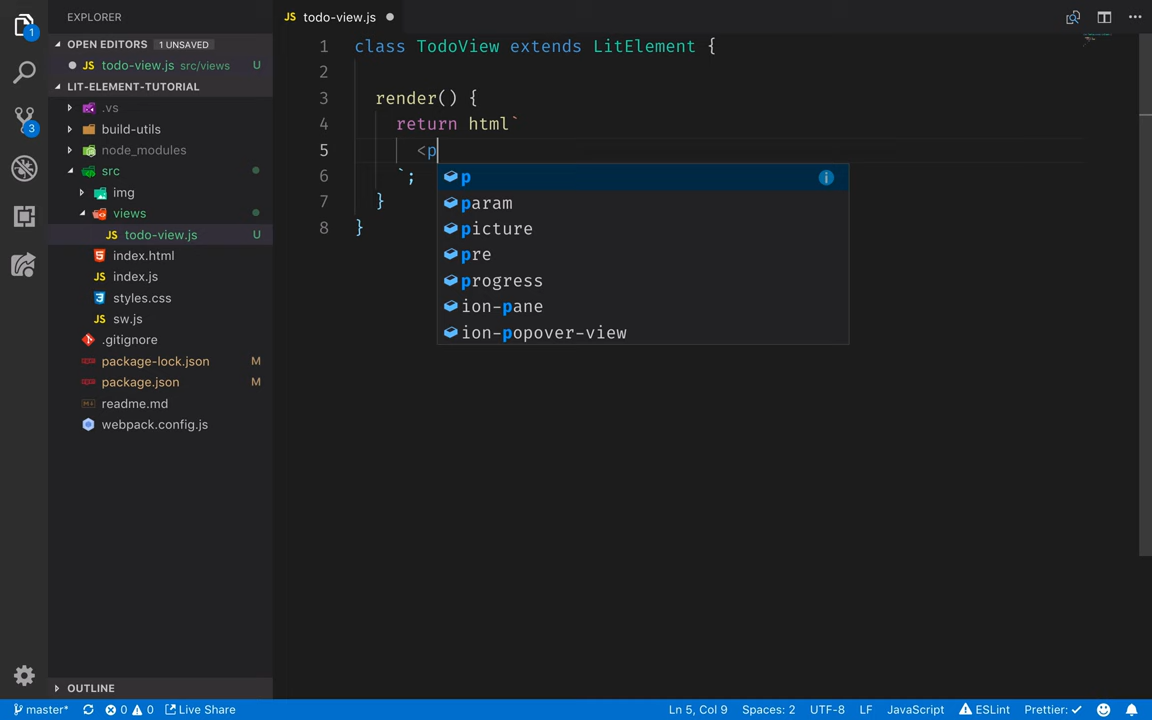 EXPLORER
OPEN EDITORS 1 UNSAVED
JS todo-view.js src/views U
LIT-ELEMENT-TUTORIAL
.vs
build-utils
node_modules
src
img
views
JS todo-view.js U
index.html
JS index.js
styles.css
JS sw.js
.gitignore
package-lock.json M
package.json M
readme.md
webpack.config.js
OUTLINE
1
3
JS todo-view.js
1 class TodoView extends LitElement {
2
3 render() {
4 return html`
5 <p
6 `;
7 }
8 }
p
param
picture
pre
progress
ion-pane
ion-popover-view
master* 0 0 Live Share Ln 5, Col 9 Spaces: 2 UTF-8 LF JavaScript ESLint Prettier: ✓